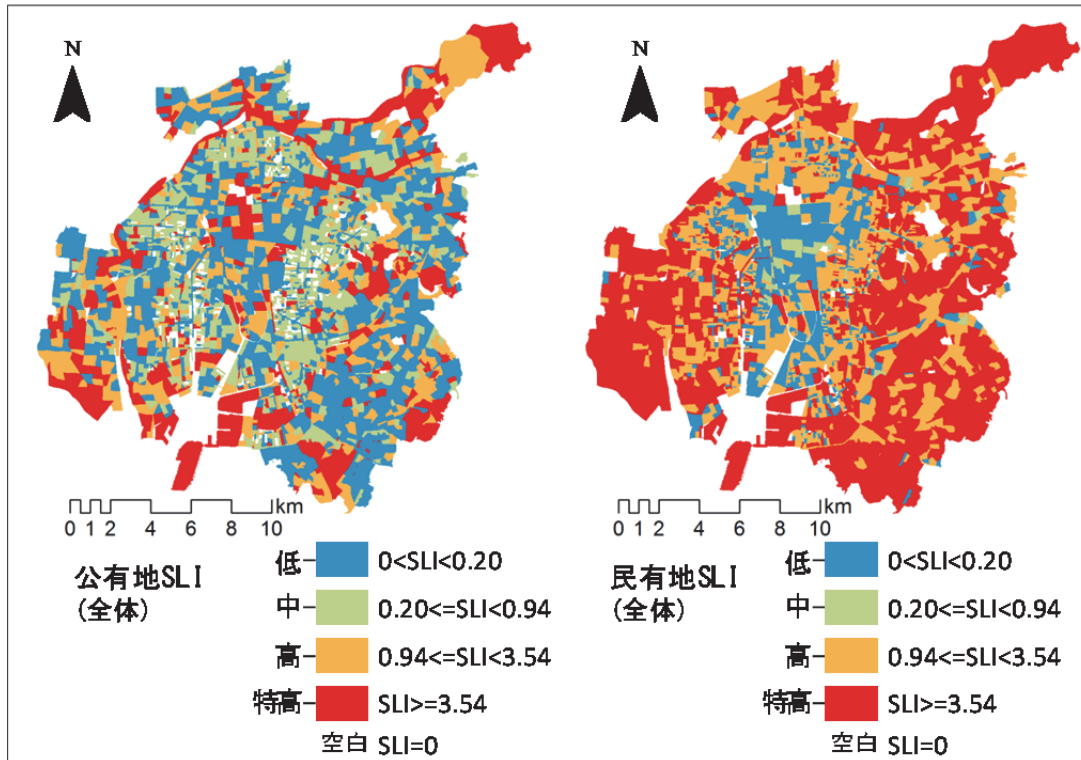 N
km
0 1 2 4 6 8 10
公有地SLI
(全体)
低 0<SLI<0.20
中 0.20<=SLI<0.94
高 0.94<=SLI<3.54
特高 SLI>=3.54
空白 SLI=0
N
km
0 1 2 4 6 8 10
民有地SLI
(全体)
低 0<SLI<0.20
中 0.20<=SLI<0.94
高 0.94<=SLI<3.54
特高 SLI>=3.54
空白 SLI=0